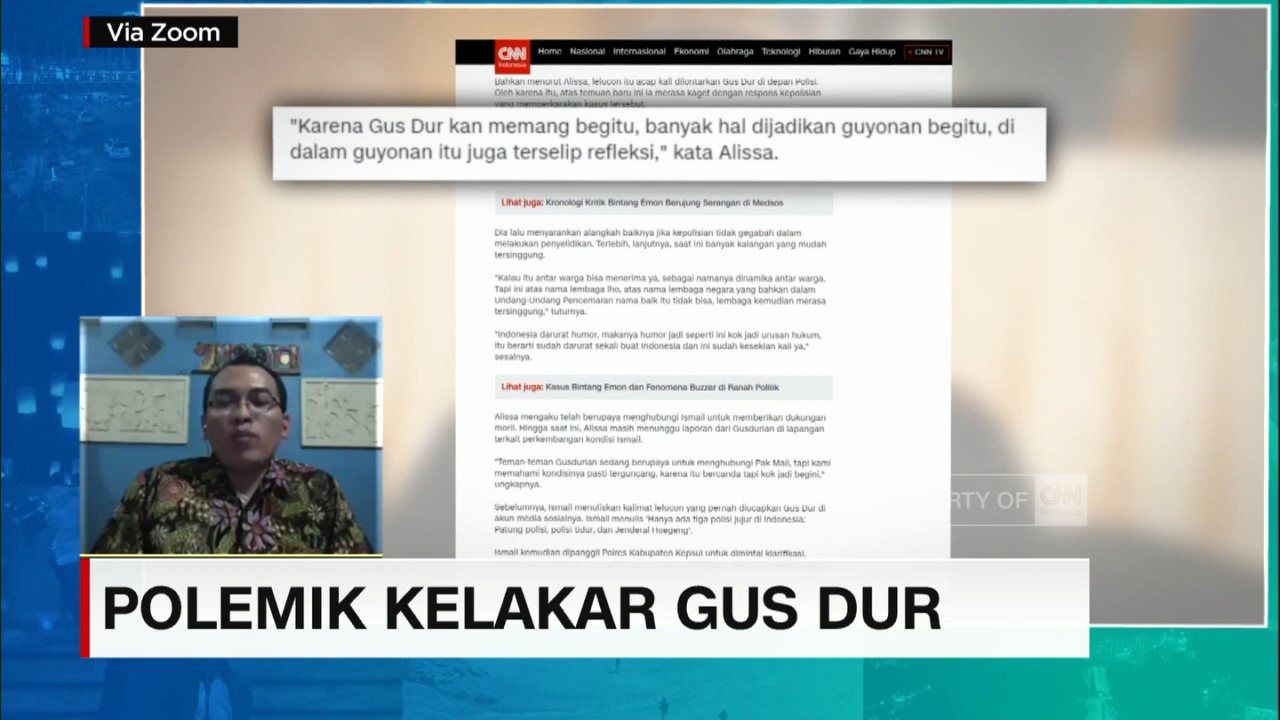 Via Zoom
CNN
Indonesia
Home Nasional Internasional Ekonomi Olahraga Teknologi Hiburan Gaya Hidup CNN TV
Bahkan menurut Alissa, lelucon itu acap kali dilontarkan Gus Dur di depan Polisi.
Oleh karena itu, atas temuan baru ini ia merasa kaget dengan respons kepolisian
yang memperkarakan kasus tersebut.
"Karena Gus Dur kan memang begitu, banyak hal dijadikan guyonan begitu, di
dalam guyonan itu juga terselip refleksi," kata Alissa.
Lihat juga: Kronologi Kritik Bintang Emon Berujung Serangan di Medsos
Dia lalu menyarankan alangkah baiknya jika kepolisian tidak gegabah dalam
melakukan penyelidikan. Terlebih, lanjutnya, saat ini banyak kalangan yang mudah
tersinggung.
"Kalau itu antar warga bisa menerima ya, sebagai namanya dinamika antar warga.
Tapi ini atas nama lembaga lho, atas nama lembaga negara yang bahkan dalam
Undang-Undang Pencemaran nama baik itu tidak bisa, lembaga kemudian merasa
tersinggung," tuturnya.
"Indonesia darurat humor, makanya humor jadi seperti ini kok jadi urusan hukum,
itu berarti sudah darurat sekali buat Indonesia dan ini sudah kesekian kali ya,"
sesalnya.
Lihat juga: Kasus Bintang Emon dan Fenomena Buzzer di Ranah Politik
Alissa mengaku telah berupaya menghubungi Ismail untuk memberikan dukungan
moril. Hingga saat ini, Alissa masih menunggu laporan dari Gusdurian di lapangan
terkait perkembangan kondisi Ismail.
"Teman-teman Gusdurian sedang berupaya untuk menghubungi Pak Mail, tapi kami
memahami kondisinya pasti terguncang, karena itu bercanda tapi kok jadi begini,"
ungkapnya.
Sebelumnya, Ismail menuliskan kalimat lelucon yang pernah diucapkan Gus Dur di
akun media sosialnya. Ismail menulis 'Hanya ada tiga polisi jujur di Indonesia:
Patung polisi, polisi tidur, dan Jenderal Hoegeng'.
Ismail kemudian dipanggil Polres Kabupaten Kepsul untuk dimintai klarifikasi.
RTY OF CNN
POLEMIK KELAKAR GUS DUR